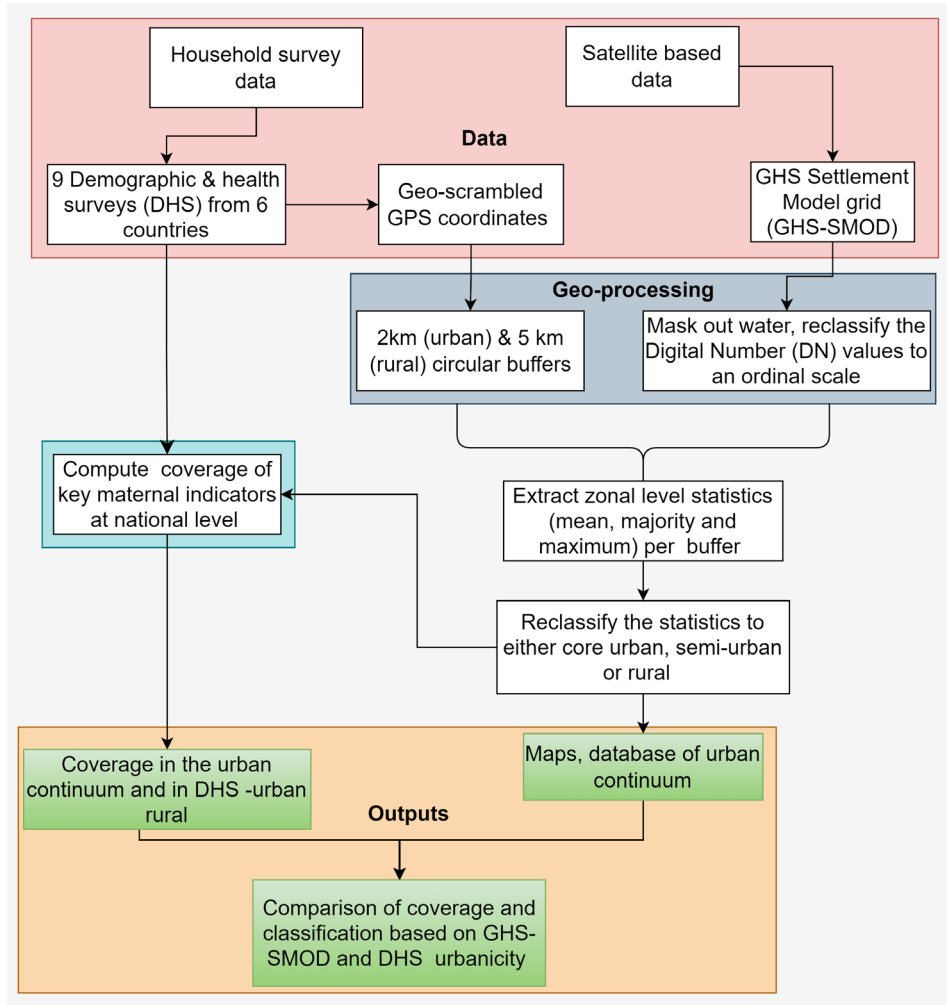 Household survey
data
Satellite based
data
Data
9 Demographic & health
surveys (DHS) from 6
countries
Geo-scrambled
GPS coordinates
GHS Settlement
Model grid
(GHS-SMOD)
Geo-processing
2km (urban) & 5 km
(rural) circular buffers
Mask out water, reclassify the
Digital Number (DN) values to
an ordinal scale
Compute coverage of
key maternal indicators
at national level
Extract zonal level statistics
(mean, majority and
maximum) per buffer
Reclassify the statistics to
either core urban, semi-urban
or rural
Coverage in the urban
continuum and in DHS -urban
rural
Maps, database of urban
continuum
Outputs
Comparison of coverage and
classification based on GHS-
SMOD and DHS urbanicity